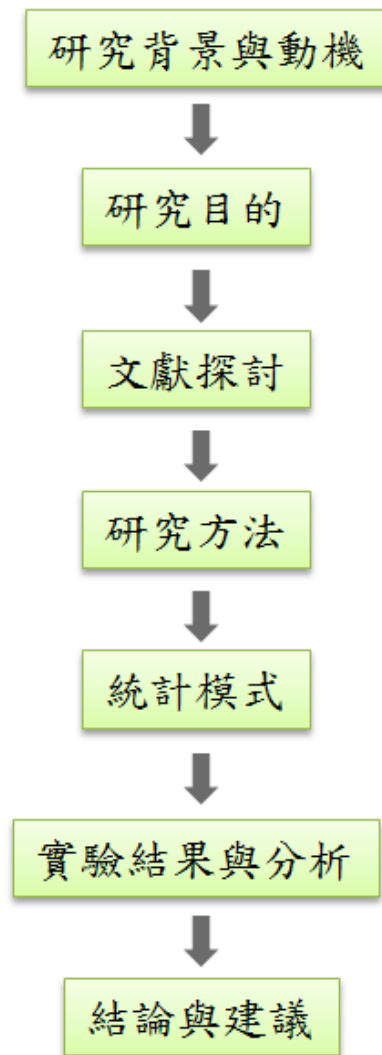 研究背景與動機
研究目的
文獻探討
研究方法
統計模式
實驗結果與分析
結論與建議